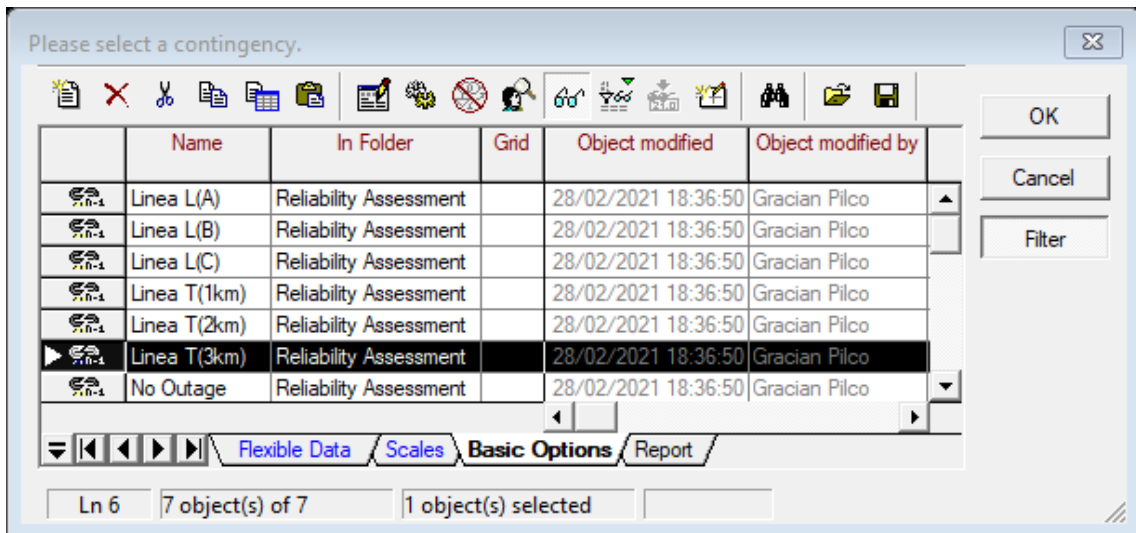 Please select a contingency.
Name In Folder Grid Object modified Object modified by
Linea L(A) Reliability Assessment 28/02/2021 18:36:50 Gracian Pilco
Linea L(B) Reliability Assessment 28/02/2021 18:36:50 Gracian Pilco
Linea L(C) Reliability Assessment 28/02/2021 18:36:50 Gracian Pilco
Linea T(1km) Reliability Assessment 28/02/2021 18:36:50 Gracian Pilco
Linea T(2km) Reliability Assessment 28/02/2021 18:36:50 Gracian Pilco
Linea T(3km) Reliability Assessment 28/02/2021 18:36:50 Gracian Pilco
No Outage Reliability Assessment 28/02/2021 18:36:50 Gracian Pilco
Flexible Data Scales Basic Options Report
Ln 6 7 object(s) of 7 1 object(s) selected
OK
Cancel
Filter